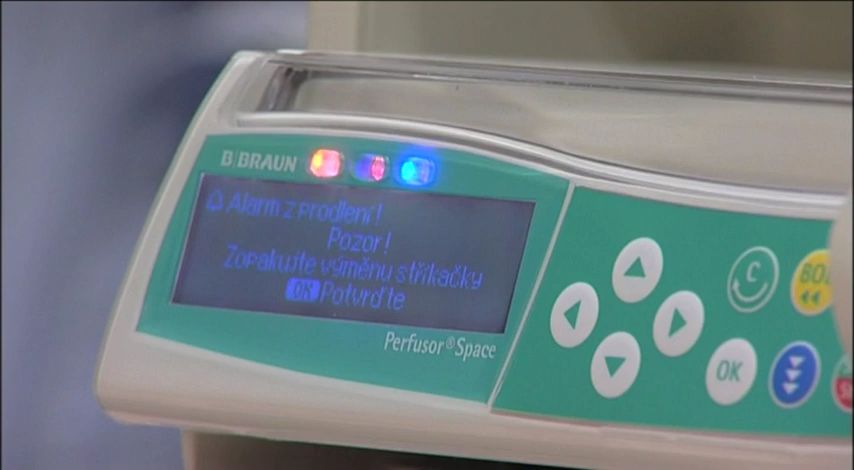 B|BRAUN
Alarm z prodlení!
Pozor!
Zopakujte výměnu stříkačky
OK Potvrďte
Perfusor®Space
C
OK